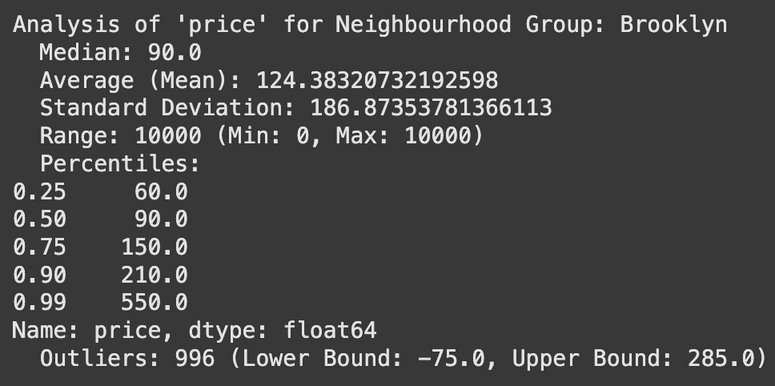 Analysis of 'price' for Neighbourhood Group: Brooklyn
  Median: 90.0
  Average (Mean): 124.38320732192598
  Standard Deviation: 186.87353781366113
  Range: 10000 (Min: 0, Max: 10000)
  Percentiles:
0.25     60.0
0.50     90.0
0.75    150.0
0.90    210.0
0.99    550.0
Name: price, dtype: float64
  Outliers: 996 (Lower Bound: -75.0, Upper Bound: 285.0)